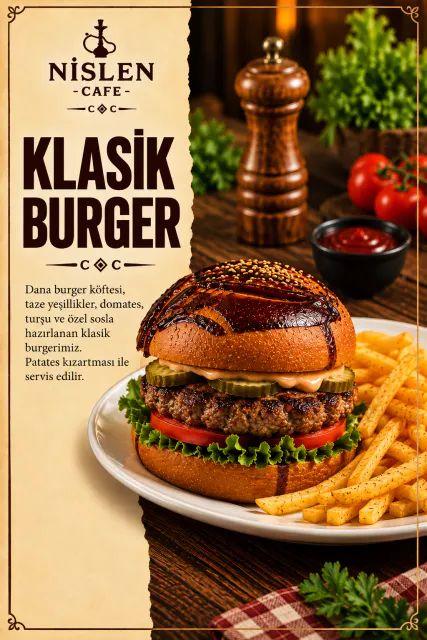 NİSLEN
- CAFE -
C C
KLASİK
BURGER
C C
Dana burger köftesi,
taze yeşillikler, domates,
turşu ve özel sosla
hazırlanan klasik
burgerimiz.
Patates kızartması ile
servis edilir.